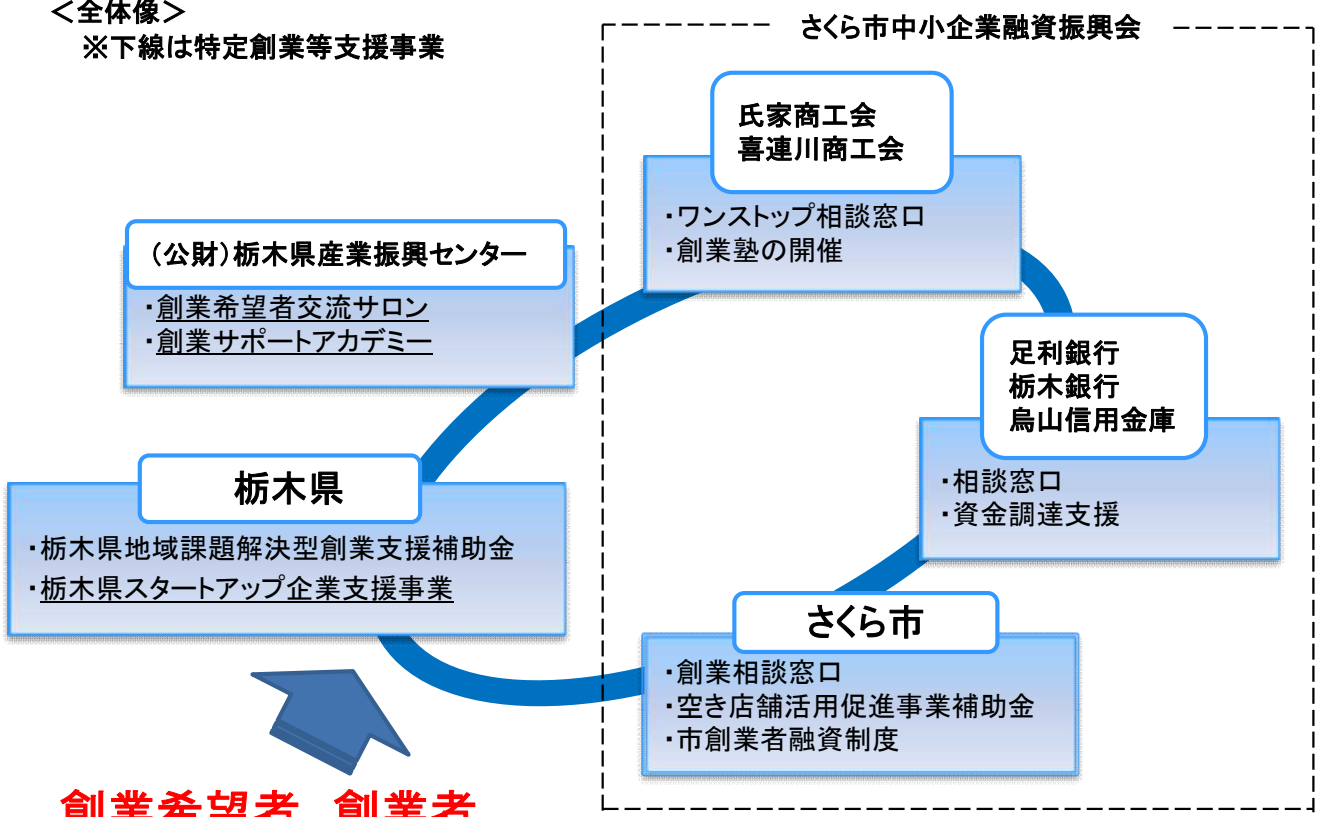 ＜全体像＞
※下線は特定創業等支援事業
さくら市中小企業融資振興会
氏家商工会
喜連川商工会
・ワンストップ相談窓口
・創業塾の開催
（公財）栃木県産業振興センター
・創業希望者交流サロン
・創業サポートアカデミー
足利銀行
栃木銀行
烏山信用金庫
・相談窓口
・資金調達支援
栃木県
・栃木県地域課題解決型創業支援補助金
・栃木県スタートアップ企業支援事業
さくら市
・創業相談窓口
・空き店舗活用促進事業補助金
・市創業者融資制度
創業希望者　創業者